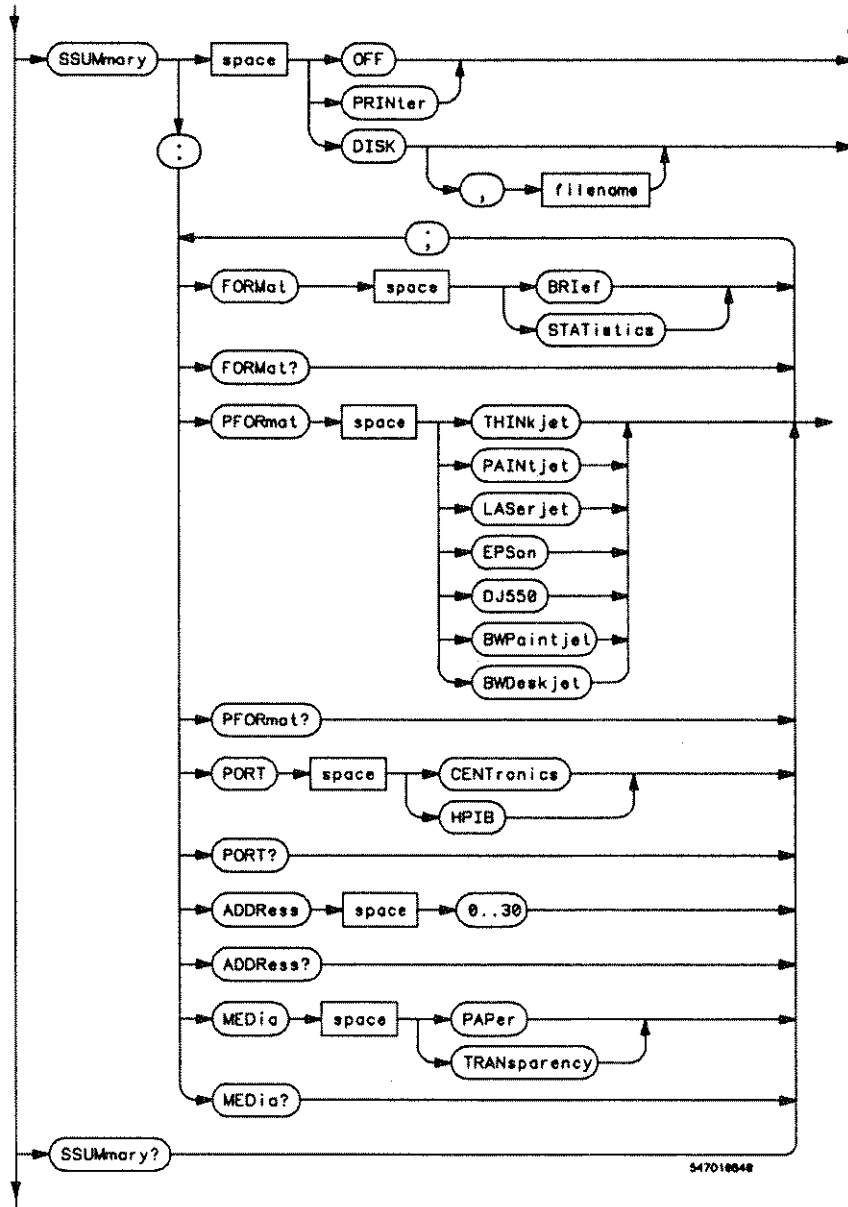 SSUMmary space OFF
PRINter
: DISK
, filename
;
FORMat space BRIef
STATistics
FORMat?
PFORmat space THINkjet
PAINtjet
LASerjet
EPSon
DJ550
BWPaintjet
BWDeskjet
PFORmat?
PORT space CENTronics
HPIB
PORT?
ADDRess space 0..30
ADDRess?
MEDia space PAPer
TRANsparency
MEDia?
SSUMmary?